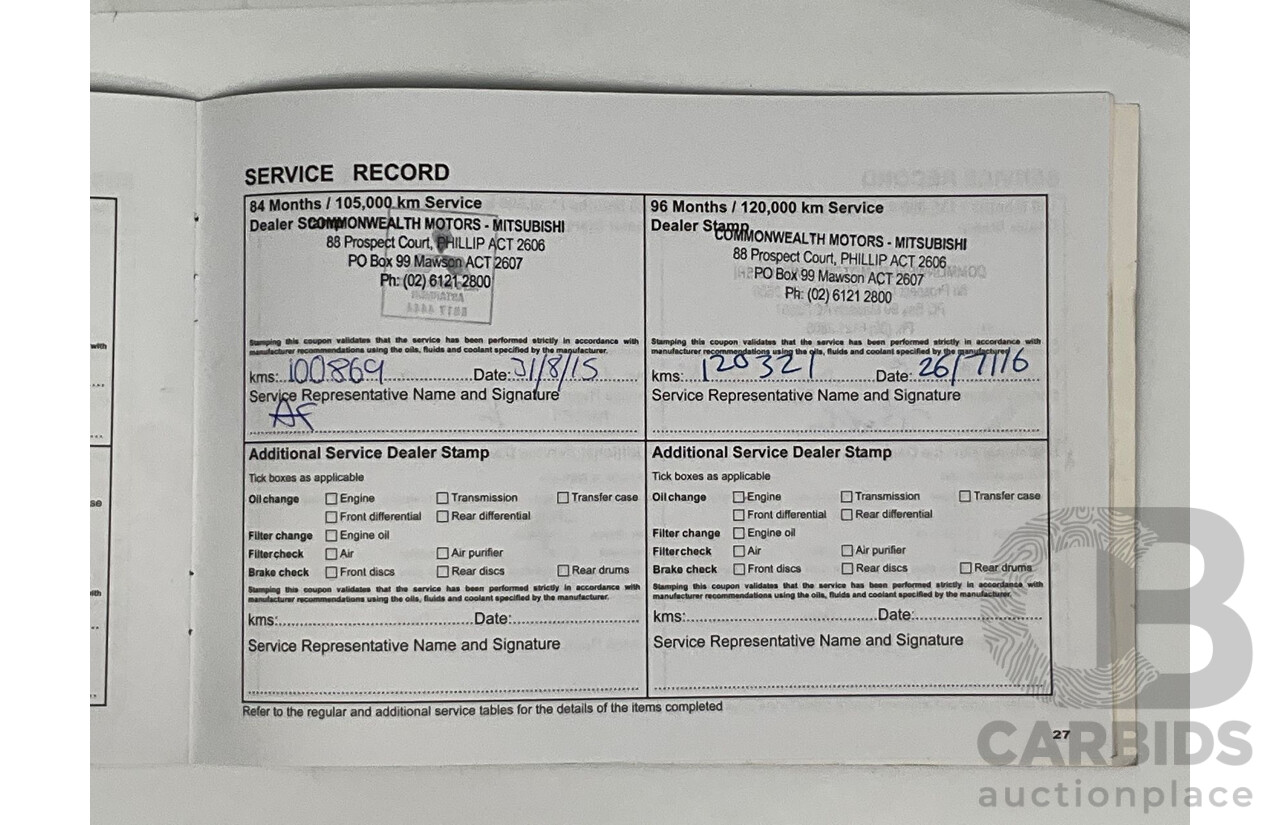 SERVICE RECORD
84 Months / 105,000 km Service
Dealer Stamp
COMMONWEALTH MOTORS - MITSUBISHI
88 Prospect Court, PHILLIP ACT 2606
PO Box 99 Mawson ACT 2607
Ph: (02) 6121 2800
Stamping this coupon validates that the service has been performed strictly in accordance with
manufacturer recommendations using the oils, fluids and coolant specified by the manufacturer.
kms: 100869 Date: 31/8/15
Service Representative Name and Signature
AF
96 Months / 120,000 km Service
Dealer Stamp
COMMONWEALTH MOTORS - MITSUBISHI
88 Prospect Court, PHILLIP ACT 2606
PO Box 99 Mawson ACT 2607
Ph: (02) 6121 2800
Stamping this coupon validates that the service has been performed strictly in accordance with
manufacturer recommendations using the oils, fluids and coolant specified by the manufacturer.
kms: 120321 Date: 26/7/16
Service Representative Name and Signature
Additional Service Dealer Stamp
Tick boxes as applicable
Oil change Engine Transmission Transfer case
Front differential Rear differential
Filter change Engine oil
Filter check Air Air purifier
Brake check Front discs Rear discs Rear drums
Stamping this coupon validates that the service has been performed strictly in accordance with
manufacturer recommendations using the oils, fluids and coolant specified by the manufacturer.
kms: Date:
Service Representative Name and Signature
Additional Service Dealer Stamp
Tick boxes as applicable
Oil change Engine Transmission Transfer case
Front differential Rear differential
Filter change Engine oil
Filter check Air Air purifier
Brake check Front discs Rear discs Rear drums
Stamping this coupon validates that the service has been performed strictly in accordance with
manufacturer recommendations using the oils, fluids and coolant specified by the manufacturer.
kms: Date:
Service Representative Name and Signature
Refer to the regular and additional service tables for the details of the items completed
27
CARBIDS
auctionplace